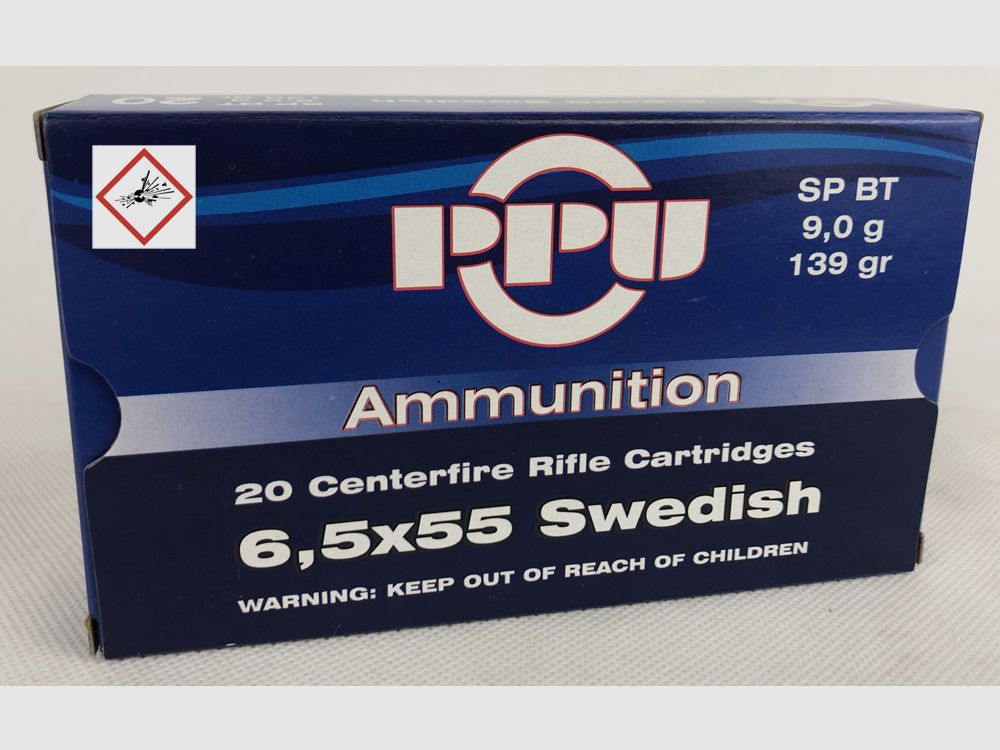 PPU
SP BT
9,0 g
139 gr
Ammunition
20 Centerfire Rifle Cartridges
6,5x55 Swedish
WARNING: KEEP OUT OF REACH OF CHILDREN